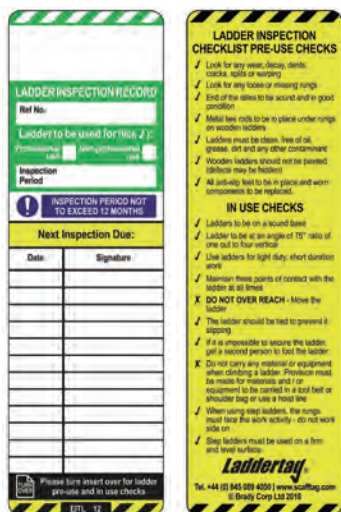 LADDER INSPECTION RECORD
Ref No.
Ladder to be used for (tick ✓):
Professional use
Non-professional use
Inspection
Period
INSPECTION PERIOD NOT
TO EXCEED 12 MONTHS
Next Inspection Due:
Date Signature
TURN OVER
Please turn insert over for ladder
pre-use and in use checks
EITL 12
LADDER INSPECTION
CHECKLIST PRE-USE CHECKS
✓ Look for any wear, decay, dents,
cracks, splits or warping
✓ Look for any loose or missing rungs
✓ End of the stiles to be sound and in good
condition
✓ Metal ties rods to be in place under rungs
on wooden ladders
✓ Ladders must be clean, free of oil,
grease, dirt and any other contaminant
✓ Wooden ladders should not be painted
(defects may be hidden)
✓ All anti-slip feet to be in place and worn
components to be replaced.
IN USE CHECKS
✓ Ladders to be on a sound base
✓ Ladder to be at an angle of 75° ratio of
one out to four vertical
✓ Use ladders for light duty, short duration
work
✓ Maintain three points of contact with the
ladder at all times
X DO NOT OVER REACH - Move the
ladder
✓ The ladder should be tied to prevent it
slipping
✓ If it is impossible to secure the ladder,
get a second person to foot the ladder
X Do not carry any material or equipment
when climbing a ladder. Provision must
be made for materials and / or
equipment to be carried in a tool belt or
shoulder bag or use a hoist line
✓ When using step ladders, the rungs
must face the work activity - do not work
side on
✓ Step ladders must be used on a firm
and level surface.
Laddertag®
Tel. +44 (0) 845 089 4050 | www.scafftag.com
© Brady Corp Ltd 2010